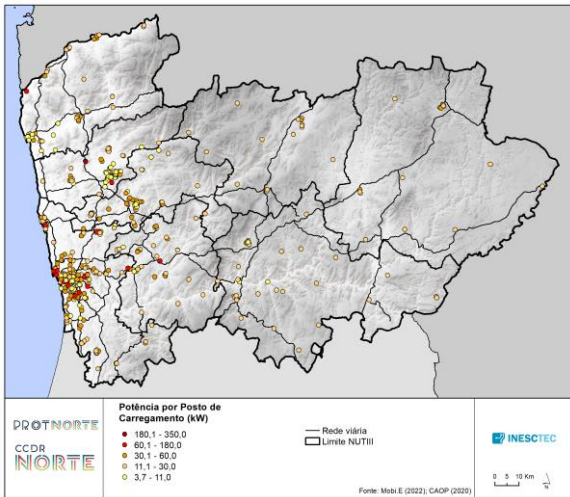 PROTNORTE
CCDR
NORTE
Potência por Posto de
Carregamento (kW)
180,1 - 350,0
60,1 - 180,0
30,1 - 60,0
11,1 - 30,0
3,7 - 11,0
Rede viária
Limite NUTIII
INESCTEC
0 5 10 Km
N
Fonte: Mobi.E (2022); CAOP (2020)